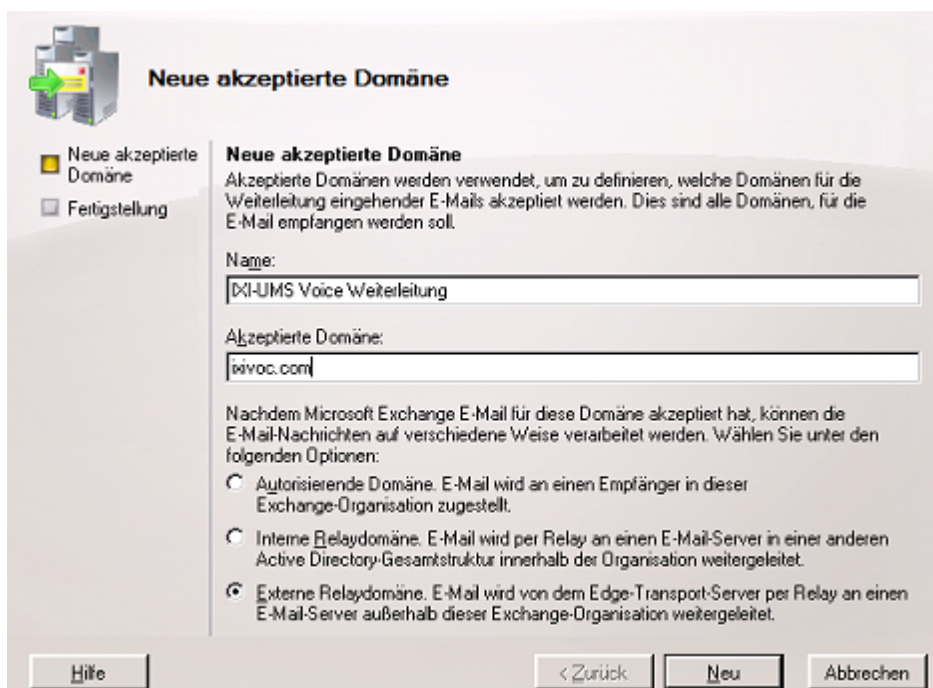 Neue akzeptierte Domäne
Neue akzeptierte
Domäne
Fertigstellung
Neue akzeptierte Domäne
Akzeptierte Domänen werden verwendet, um zu definieren, welche Domänen für die
Weiterleitung eingehender E-Mails akzeptiert werden. Dies sind alle Domänen, für die
E-Mail empfangen werden soll.
Name:
IXI-UMS Voice Weiterleitung
Akzeptierte Domäne:
ixivoc.com
Nachdem Microsoft Exchange E-Mail für diese Domäne akzeptiert hat, können die
E-Mail-Nachrichten auf verschiedene Weise verarbeitet werden. Wählen Sie unter den
folgenden Optionen:
Autorisierende Domäne. E-Mail wird an einen Empfänger in dieser
Exchange-Organisation zugestellt.
Interne Relaydomäne. E-Mail wird per Relay an einen E-Mail-Server in einer anderen
Active Directory-Gesamtstruktur innerhalb der Organisation weitergeleitet.
Externe Relaydomäne. E-Mail wird von dem Edge-Transport-Server per Relay an einen
E-Mail-Server außerhalb dieser Exchange-Organisation weitergeleitet.
Hilfe
< Zurück
Neu
Abbrechen